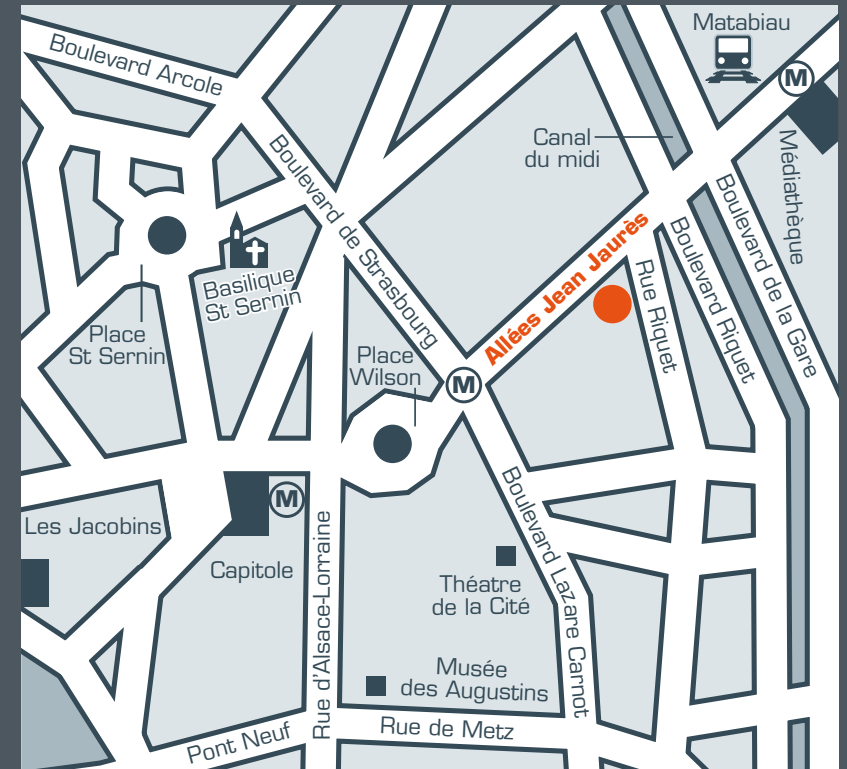 Matabiau
M
Boulevard Arcole
Canal
du midi
Médiathèque
Boulevard de Strasbourg
Allées Jean Jaurès
Boulevard de la Gare
Boulevard Riquet
Rue Riquet
Basilique
St Sernin
Place
St Sernin
Place
Wilson
M
M
Les Jacobins
Capitole
Boulevard Lazare Carnot
Rue d'Alsace-Lorraine
Théatre
de la Cité
Musée
des Augustins
Pont Neuf
Rue de Metz